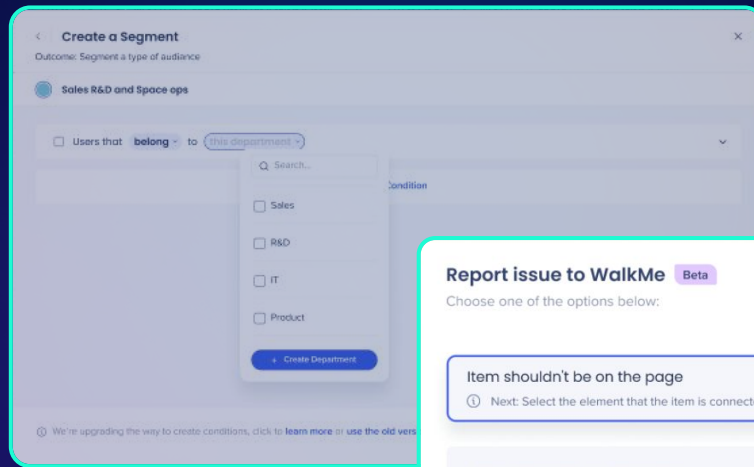 Create a Segment
Outcome: Segment a type of audience
Sales R&D and Space ops
Users that belong to this department
Search...
Condition
Sales
R&D
IT
Product
+ Create Department
We're upgrading the way to create conditions, click to learn more or use the old vers
Report issue to WalkMe Beta
Choose one of the options below:
Item shouldn't be on the page
Next: Select the element that the item is connecte